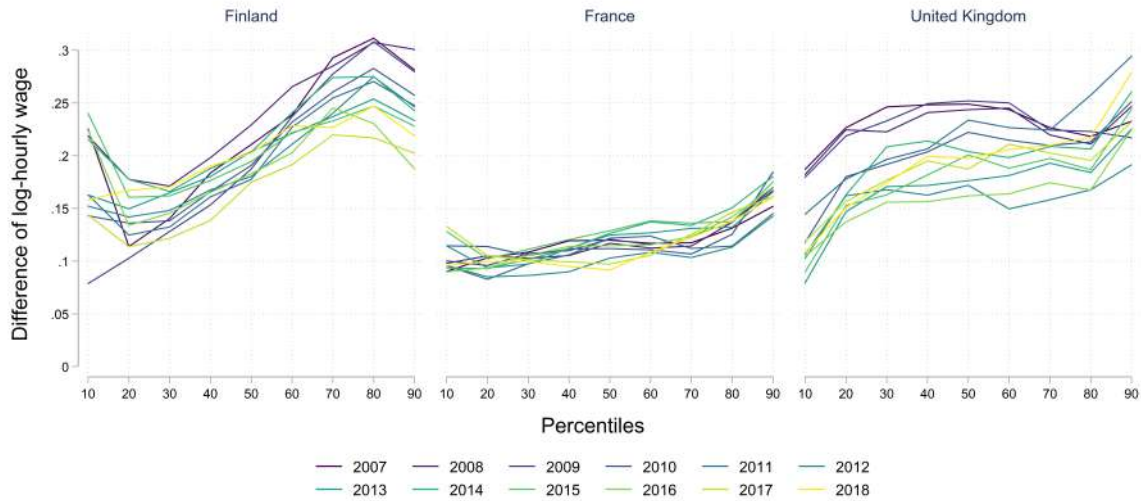 Finland
France
United Kingdom
Difference of log-hourly wage
.3
.25
.2
.15
.1
.05
0
10 20 30 40 50 60 70 80 90
10 20 30 40 50 60 70 80 90
10 20 30 40 50 60 70 80 90
Percentiles
2007 2008 2009 2010 2011 2012
2013 2014 2015 2016 2017 2018